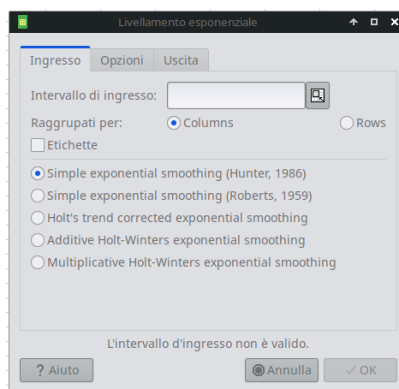 Livellamento esponenziale
Ingresso Opzioni Uscita
Intervallo di ingresso:
Raggrupati per: Columns Rows
Etichette
Simple exponential smoothing (Hunter, 1986)
Simple exponential smoothing (Roberts, 1959)
Holt's trend corrected exponential smoothing
Additive Holt-Winters exponential smoothing
Multiplicative Holt-Winters exponential smoothing
L'intervallo d'ingresso non è valido.
? Aiuto Annulla OK